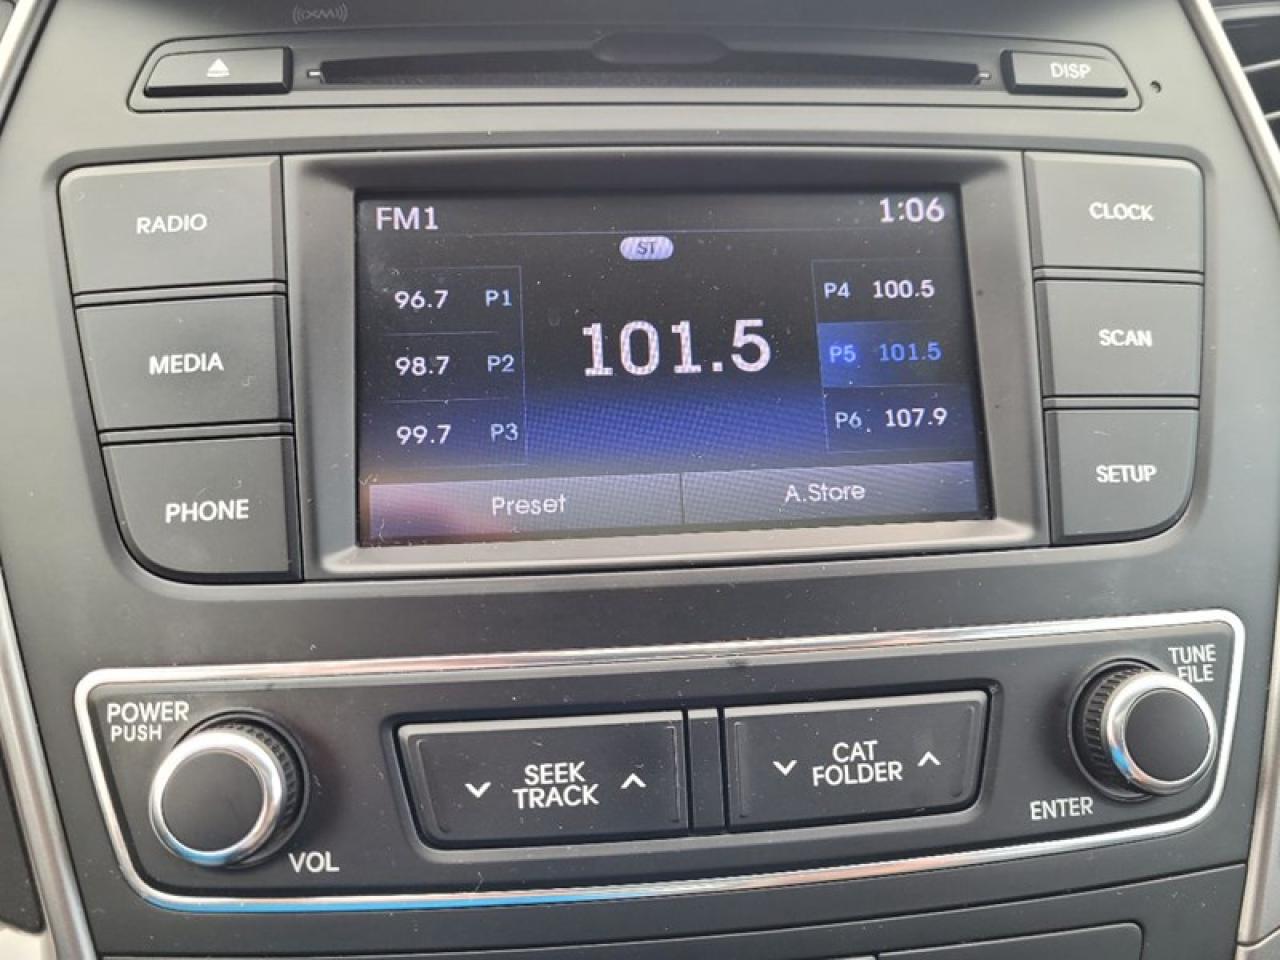 ((XM))
DISP
RADIO
MEDIA
PHONE
FM1
1:06
ST
96.7 P1
98.7 P2
99.7 P3
101.5
P4 100.5
P5 101.5
P6 107.9
Preset
A.Store
CLOCK
SCAN
SETUP
POWER
PUSH
VOL
SEEK
TRACK
CAT
FOLDER
TUNE
FILE
ENTER